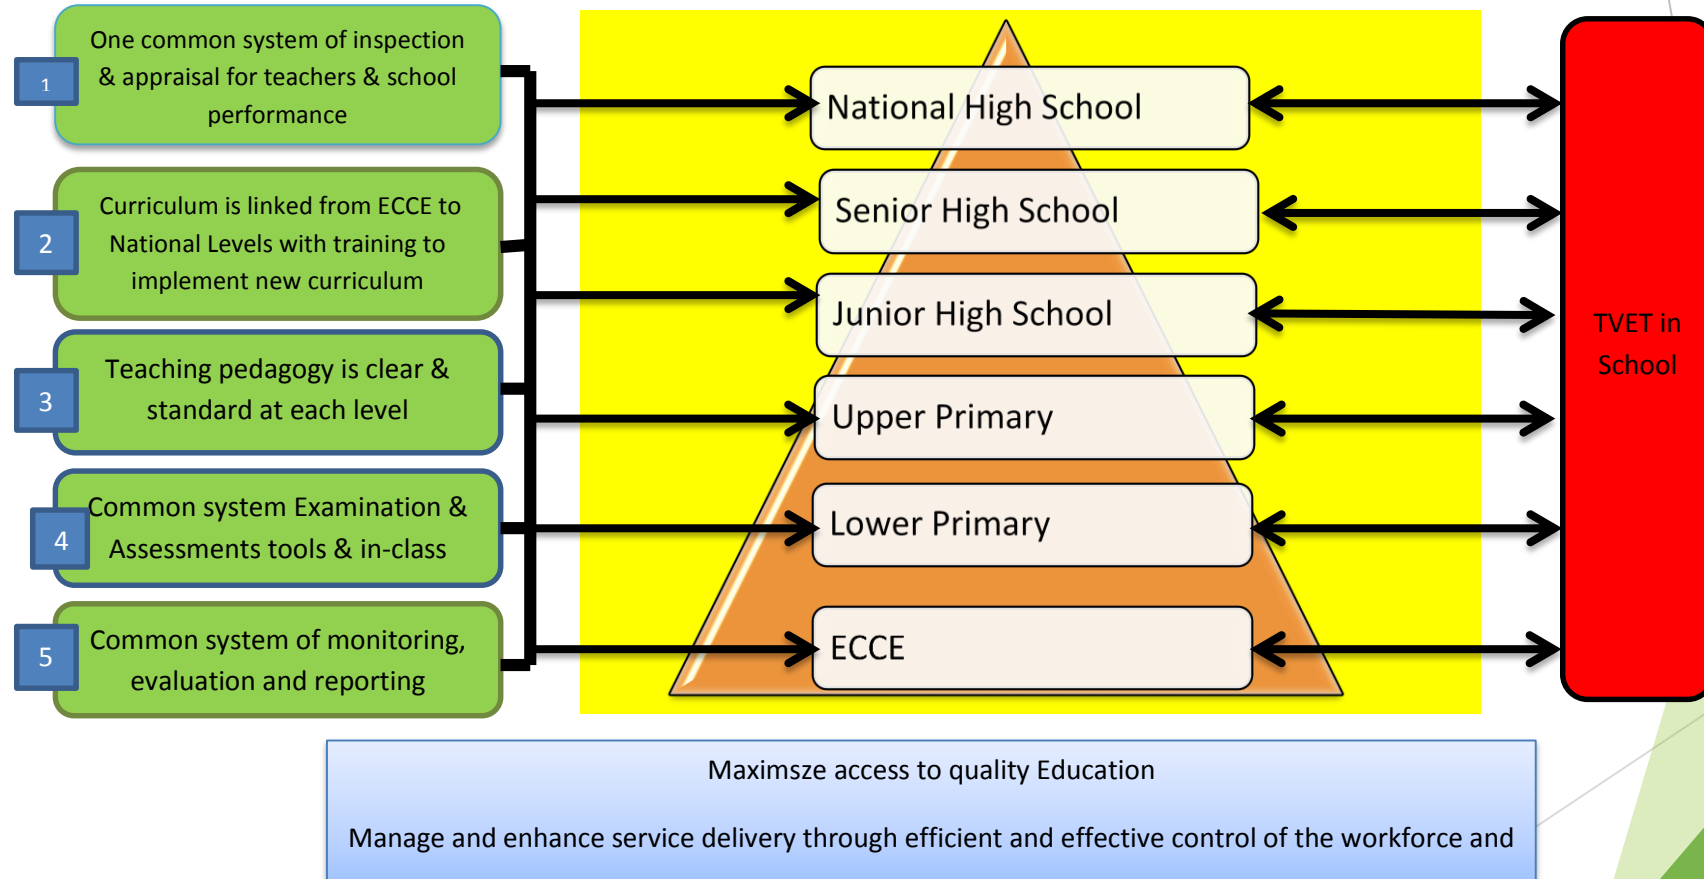 1
One common system of inspection
& appraisal for teachers & school
performance
2
Curriculum is linked from ECCE to
National Levels with training to
implement new curriculum
3
Teaching pedagogy is clear &
standard at each level
4
Common system Examination &
Assessments tools & in-class
5
Common system of monitoring,
evaluation and reporting
National High School
Senior High School
Junior High School
Upper Primary
Lower Primary
ECCE
TVET in
School
Maximsze access to quality Education
Manage and enhance service delivery through efficient and effective control of the workforce and